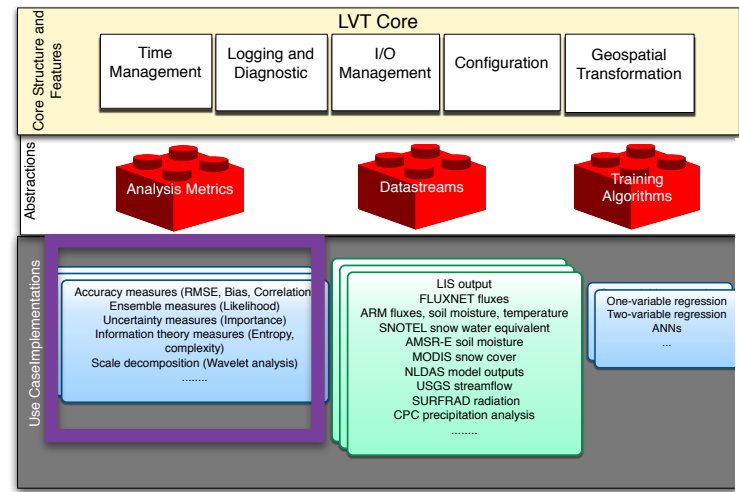 LVT Core
Core Structure and
Features
Time
Management
Logging and
Diagnostic
I/O
Management
Configuration
Geospatial
Transformation
Abstractions
Analysis Metrics
Datastreams
Training
Algorithms
Use CaseImplementations
Accuracy measures (RMSE, Bias, Correlation
Ensemble measures (Likelihood)
Uncertainty measures (Importance)
Information theory measures (Entropy,
complexity)
Scale decomposition (Wavelet analysis)
........
LIS output
FLUXNET fluxes
ARM fluxes, soil moisture, temperature
SNOTEL snow water equivalent
AMSR-E soil moisture
MODIS snow cover
NLDAS model outputs
USGS streamflow
SURFRAD radiation
CPC precipitation analysis
........
One-variable regression
Two-variable regression
ANNs
...